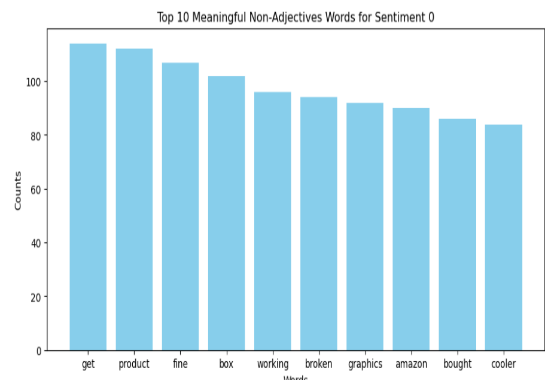 Top 10 Meaningful Non-Adjectives Words for Sentiment 0
Counts
100
80
60
40
20
0
get product fine box working broken graphics amazon bought cooler
Words